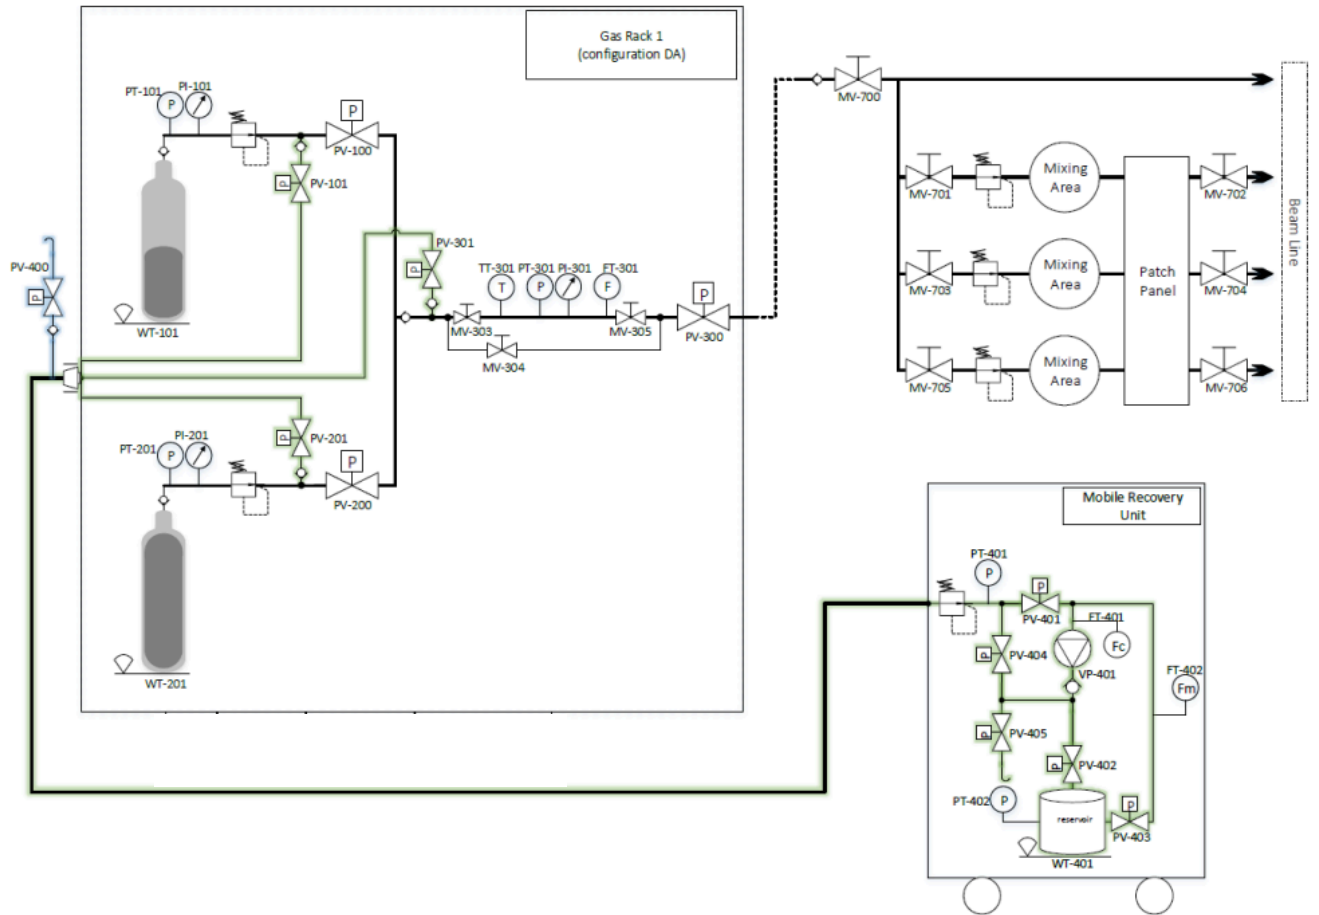 Gas Rack 1
(configuration DA)
PT-101
PI-101
P
P
PV-100
P
PV-101
WT-101
PV-400
P
PV-301
P
TT-301
PT-301
PI-301
FT-301
T
P
F
P
MV-303
MV-305
PV-300
MV-304
PT-201
PI-201
P
P
PV-201
P
PV-200
WT-201
MV-700
MV-701
Mixing
Area
MV-702
MV-703
Mixing
Area
MV-704
MV-705
Mixing
Area
MV-706
Patch
Panel
Beam Line
Mobile Recovery
Unit
PT-401
P
P
PV-401
FT-401
Fc
P
PV-404
VP-401
FT-402
Fm
P
PV-405
P
PV-402
PT-402
P
reservoir
P
PV-403
WT-401